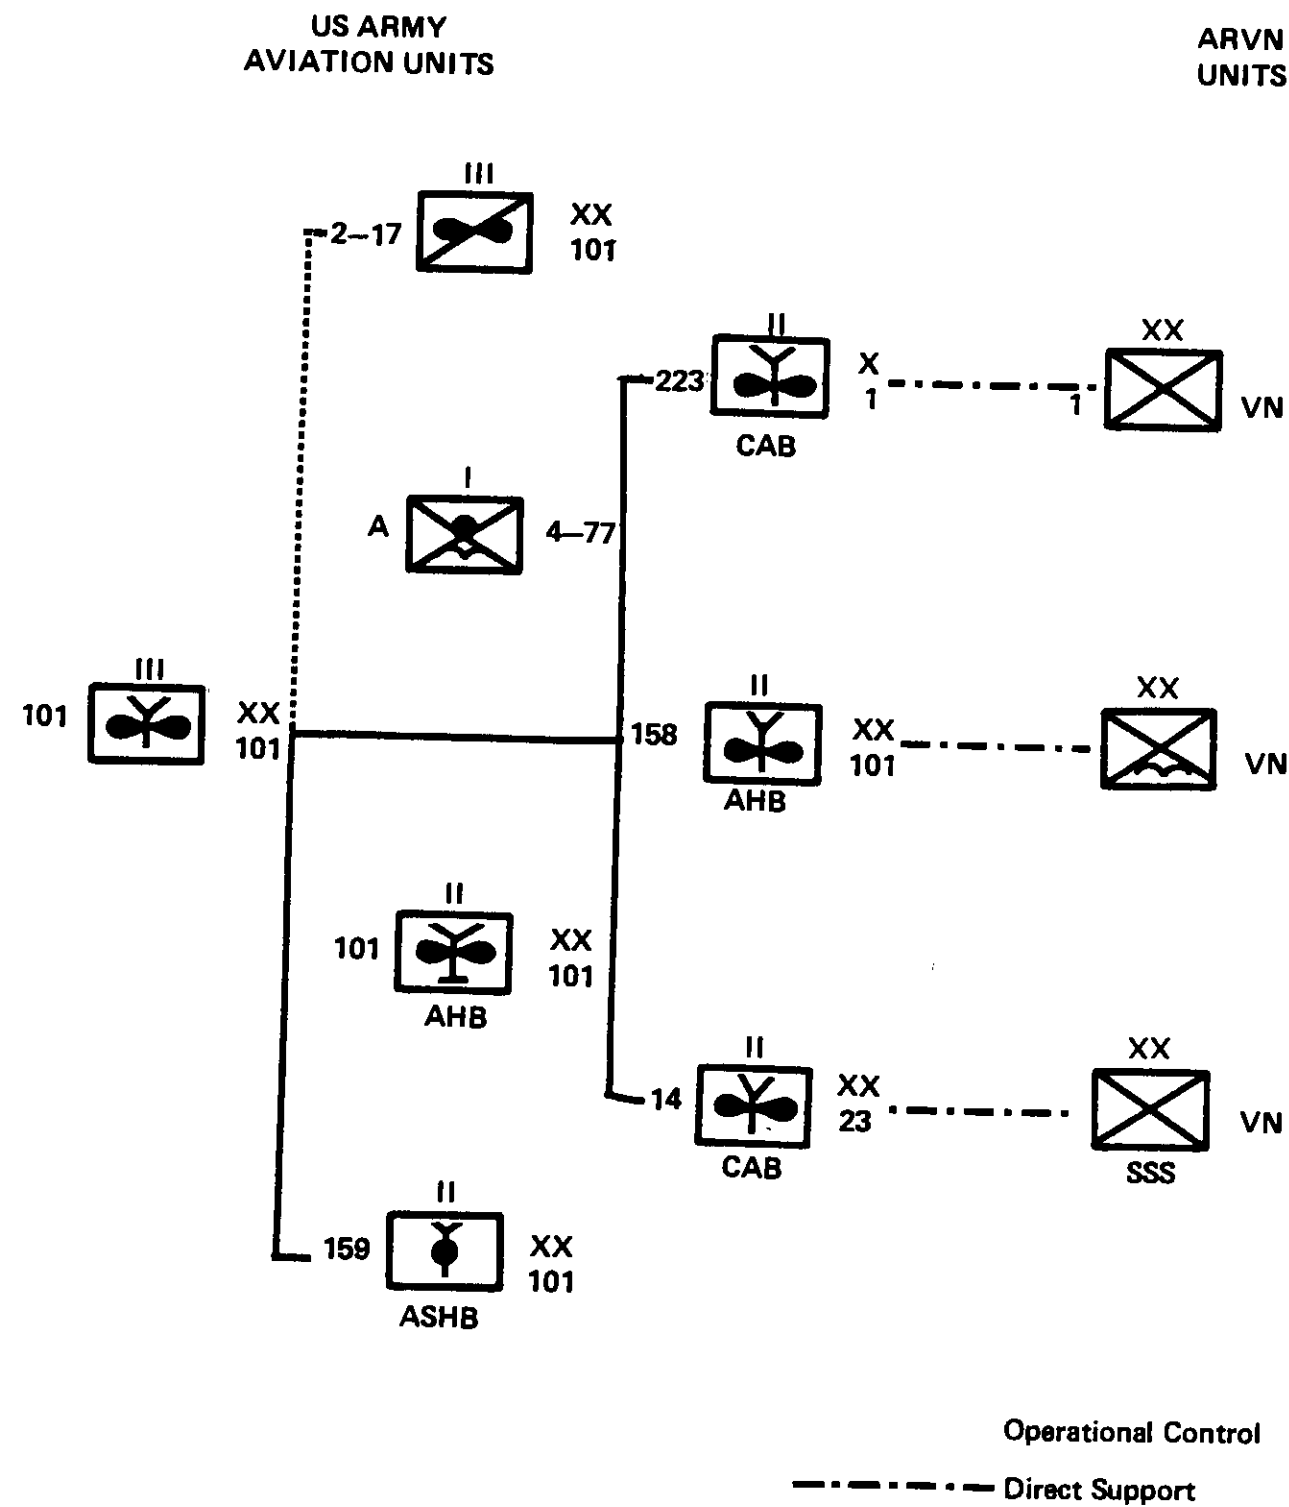 US ARMY
AVIATION UNITS
ARVN
UNITS
III
2–17
XX
101
II
223
X
1
CAB
XX
1
VN
I
A
4–77
III
101
XX
101
II
158
XX
101
AHB
XX
VN
II
101
XX
101
AHB
II
14
XX
23
CAB
XX
VN
SSS
II
159
XX
101
ASHB
Operational Control
Direct Support